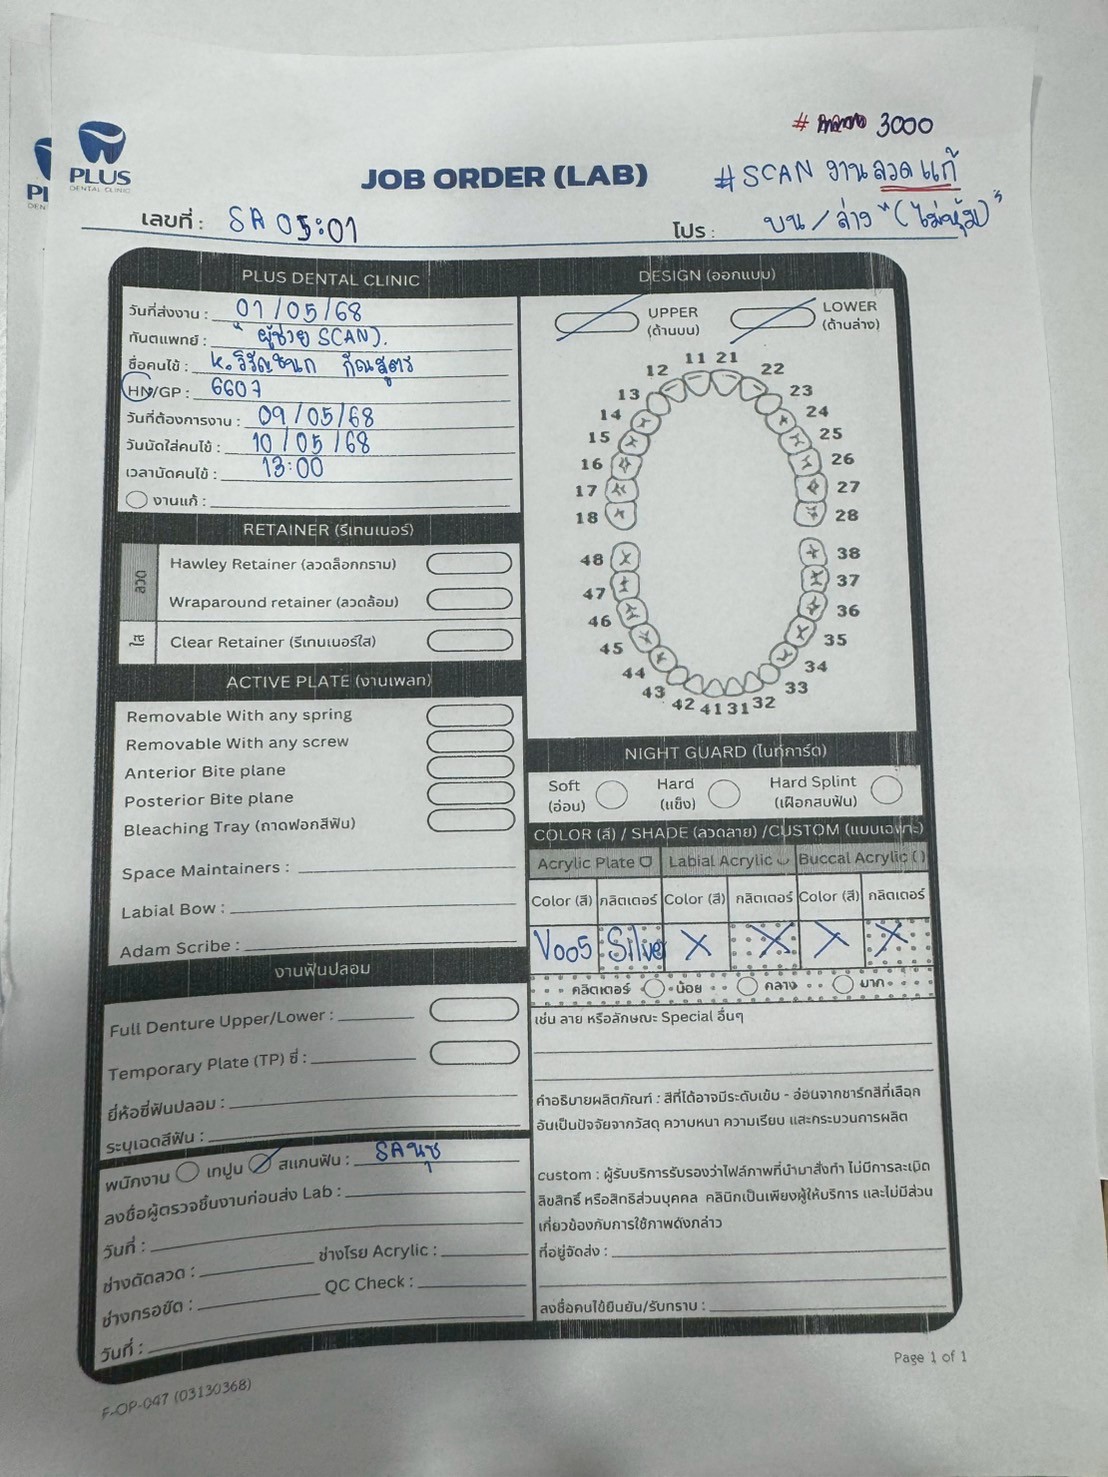 # 3000
PLUS
DENTAL CLINIC
JOB ORDER (LAB)
# SCAN งานลวดแก้
เลขที่ : SA 05:01
โปร : บน / ล่าง "(ไม่หุ้ม)"
PLUS DENTAL CLINIC
วันที่ส่งงาน : 01/05/68
ทันตแพทย์ : ผู้ช่วย SCAN).
ชื่อคนไข้ : K.
HN/GP : 6607
วันที่ต้องการงาน : 09/05/68
วันนัดใส่คนไข้ : 10/05/68
เวลานัดคนไข้ : 13:00
งานแก้ :
RETAINER (รีเทนเนอร์)
ลวด
Hawley Retainer (ลวดล็อกกราม)
Wraparound retainer (ลวดล้อม)
ใส
Clear Retainer (รีเทนเนอร์ใส)
ACTIVE PLATE (งานเพลท)
Removable With any spring
Removable With any screw
Anterior Bite plane
Posterior Bite plane
Bleaching Tray (ถาดฟอกสีฟัน)
Space Maintainers :
Labial Bow :
Adam Scribe :
งานฟันปลอม
Full Denture Upper/Lower :
Temporary Plate (TP) ซี่ :
ยี่ห้อซี่ฟันปลอม :
ระบุเฉดสีฟัน :
พนักงาน เทปูน สแกนฟัน : SA นุช
ลงชื่อผู้ตรวจชิ้นงานก่อนส่ง Lab :
วันที่ :
ช่างดัดลวด : ช่างโรย Acrylic :
ช่างกรอขัด : QC Check :
วันที่ :
DESIGN (ออกแบบ)
UPPER
(ด้านบน)
LOWER
(ด้านล่าง)
11 21
12 22
13 23
14 24
15 25
16 26
17 27
18 28
48 38
47 37
46 36
45 35
44 34
43 33
42 41 31 32
NIGHT GUARD (ไนท์การ์ด)
Soft
(อ่อน)
Hard
(แข็ง)
Hard Splint
(เฝือกสบฟัน)
COLOR (สี) / SHADE (ลวดลาย) /CUSTOM (แบบเฉพาะ)
Acrylic Plate Labial Acrylic Buccal Acrylic ( )
Color (สี) กลิตเตอร์ Color (สี) กลิตเตอร์ Color (สี) กลิตเตอร์
V005 Silver X X X X
กลิตเตอร์ น้อย กลาง มาก
เช่น ลาย หรือลักษณะ Special อื่นๆ
คำอธิบายผลิตภัณฑ์ : สีที่ได้อาจมีระดับเข้ม - อ่อนจากชาร์ทสีที่เลือก
อันเป็นปัจจัยจากวัสดุ ความหนา ความเรียบ และกระบวนการผลิต
custom : ผู้รับบริการรับรองว่าไฟล์ภาพที่นำมาสั่งทำ ไม่มีการละเมิด
ลิขสิทธิ์ หรือสิทธิส่วนบุคคล คลินิกเป็นเพียงผู้ให้บริการ และไม่มีส่วน
เกี่ยวข้องกับการใช้ภาพดังกล่าว
ที่อยู่จัดส่ง :
ลงชื่อคนไข้ยืนยัน/รับทราบ :
Page 1 of 1
F-OP-047 (03130368)